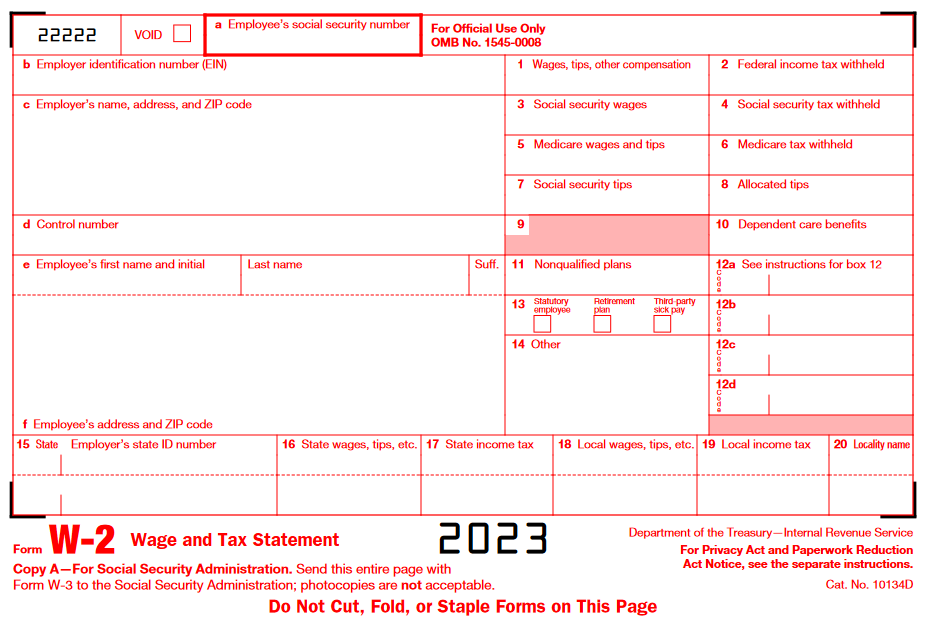 22222
VOID
a Employee's social security number
For Official Use Only
OMB No. 1545-0008
b Employer identification number (EIN)
1 Wages, tips, other compensation
2 Federal income tax withheld
c Employer's name, address, and ZIP code
3 Social security wages
4 Social security tax withheld
5 Medicare wages and tips
6 Medicare tax withheld
7 Social security tips
8 Allocated tips
d Control number
9
10 Dependent care benefits
e Employee's first name and initial
Last name
Suff.
11 Nonqualified plans
12a See instructions for box 12
Code
13 Statutory employee
Retirement plan
Third-party sick pay
12b
Code
14 Other
12c
Code
12d
Code
f Employee's address and ZIP code
15 State
Employer's state ID number
16 State wages, tips, etc.
17 State income tax
18 Local wages, tips, etc.
19 Local income tax
20 Locality name
Form W-2 Wage and Tax Statement
2023
Department of the Treasury—Internal Revenue Service
For Privacy Act and Paperwork Reduction
Act Notice, see the separate instructions.
Copy A—For Social Security Administration. Send this entire page with
Form W-3 to the Social Security Administration; photocopies are not acceptable.
Cat. No. 10134D
Do Not Cut, Fold, or Staple Forms on This Page